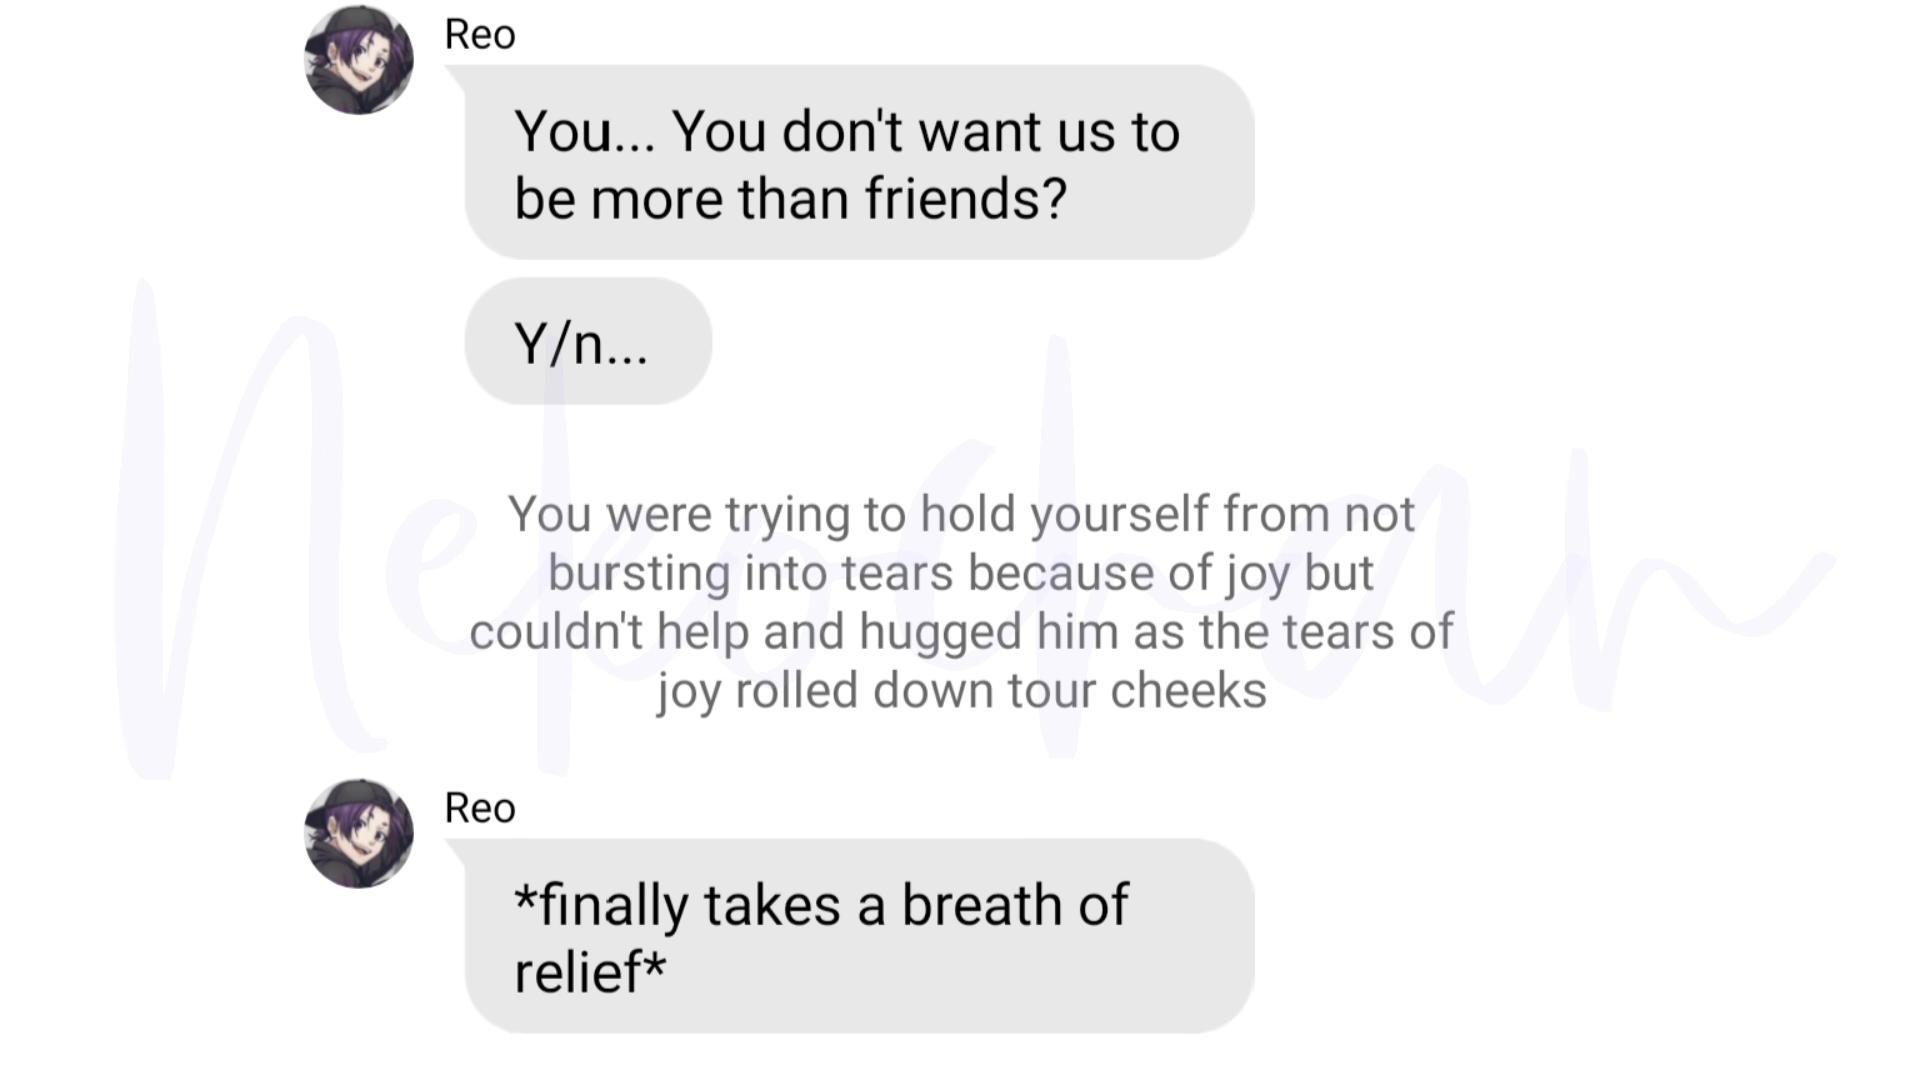 Reo
You... You don't want us to
be more than friends?
Y/n...
You were trying to hold yourself from not
bursting into tears because of joy but
couldn't help and hugged him as the tears of
joy rolled down tour cheeks
Reo
*finally takes a breath of
relief*
Nekochan